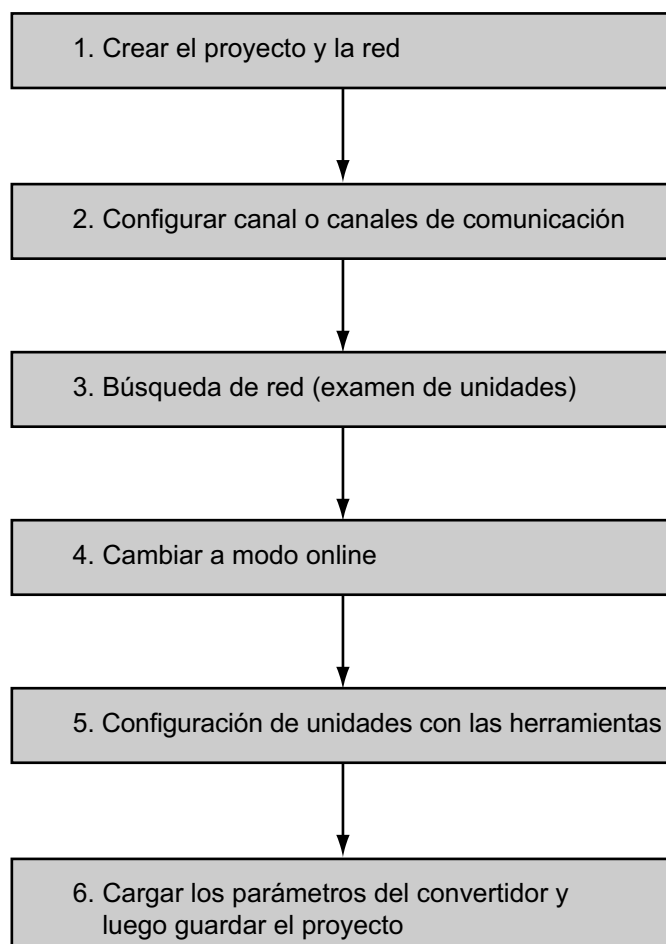 1. Crear el proyecto y la red
2. Configurar canal o canales de comunicación
3. Búsqueda de red (examen de unidades)
4. Cambiar a modo online
5. Configuración de unidades con las herramientas
6. Cargar los parámetros del convertidor y
luego guardar el proyecto